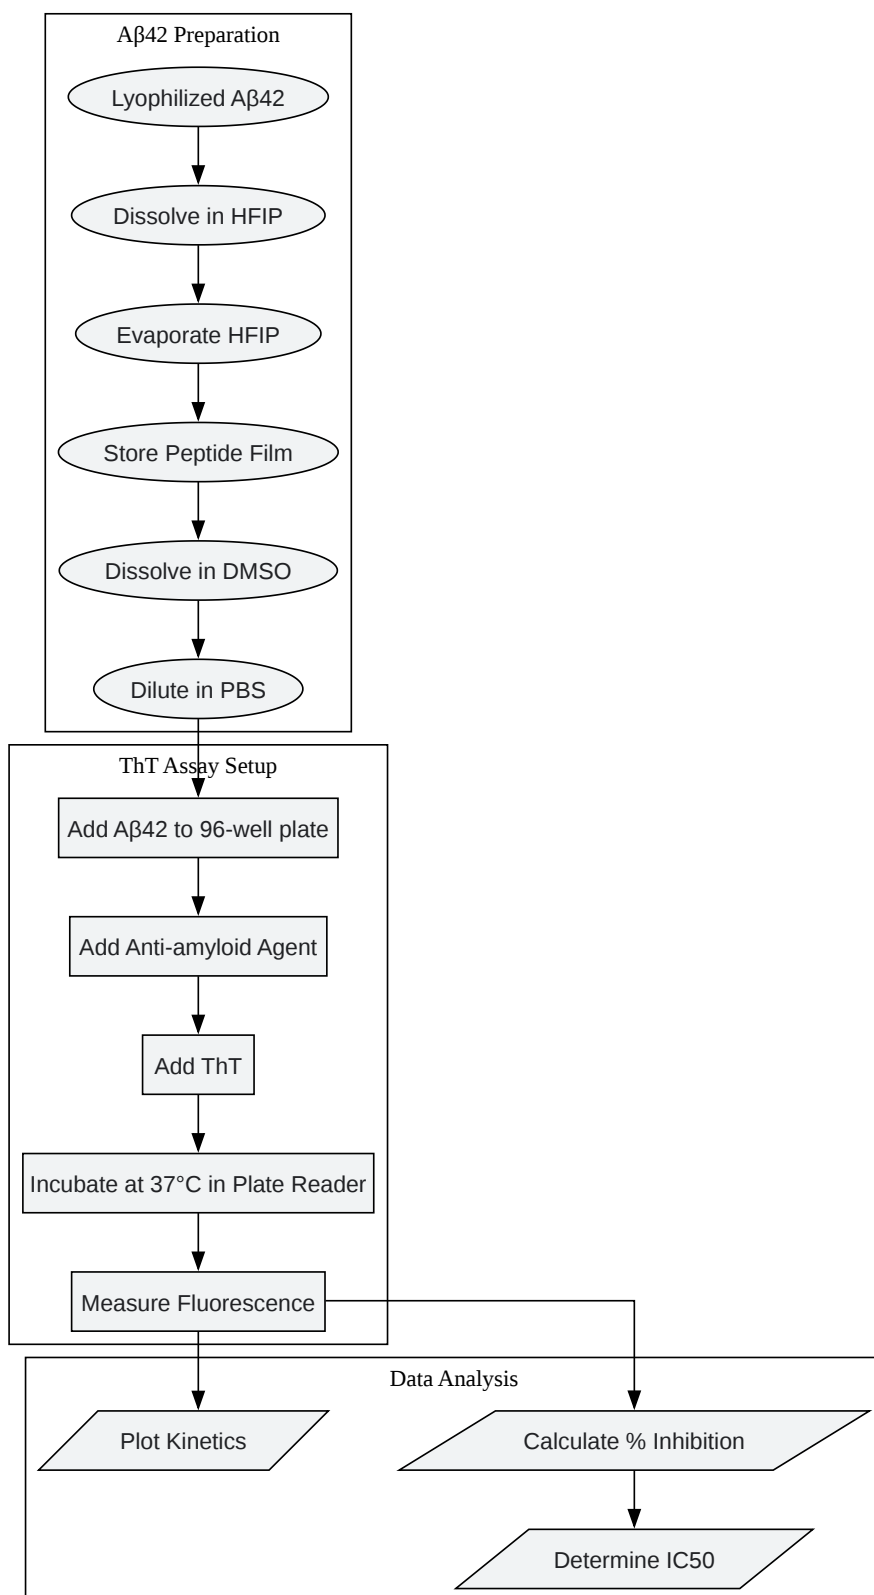 Aβ42 Preparation
Lyophilized Aβ42
Dissolve in HFIP
Evaporate HFIP
Store Peptide Film
Dissolve in DMSO
Dilute in PBS
ThT Assay Setup
Add Aβ42 to 96-well plate
Add Anti-amyloid Agent
Add ThT
Incubate at 37°C in Plate Reader
Measure Fluorescence
Data Analysis
Plot Kinetics
Calculate % Inhibition
Determine IC50